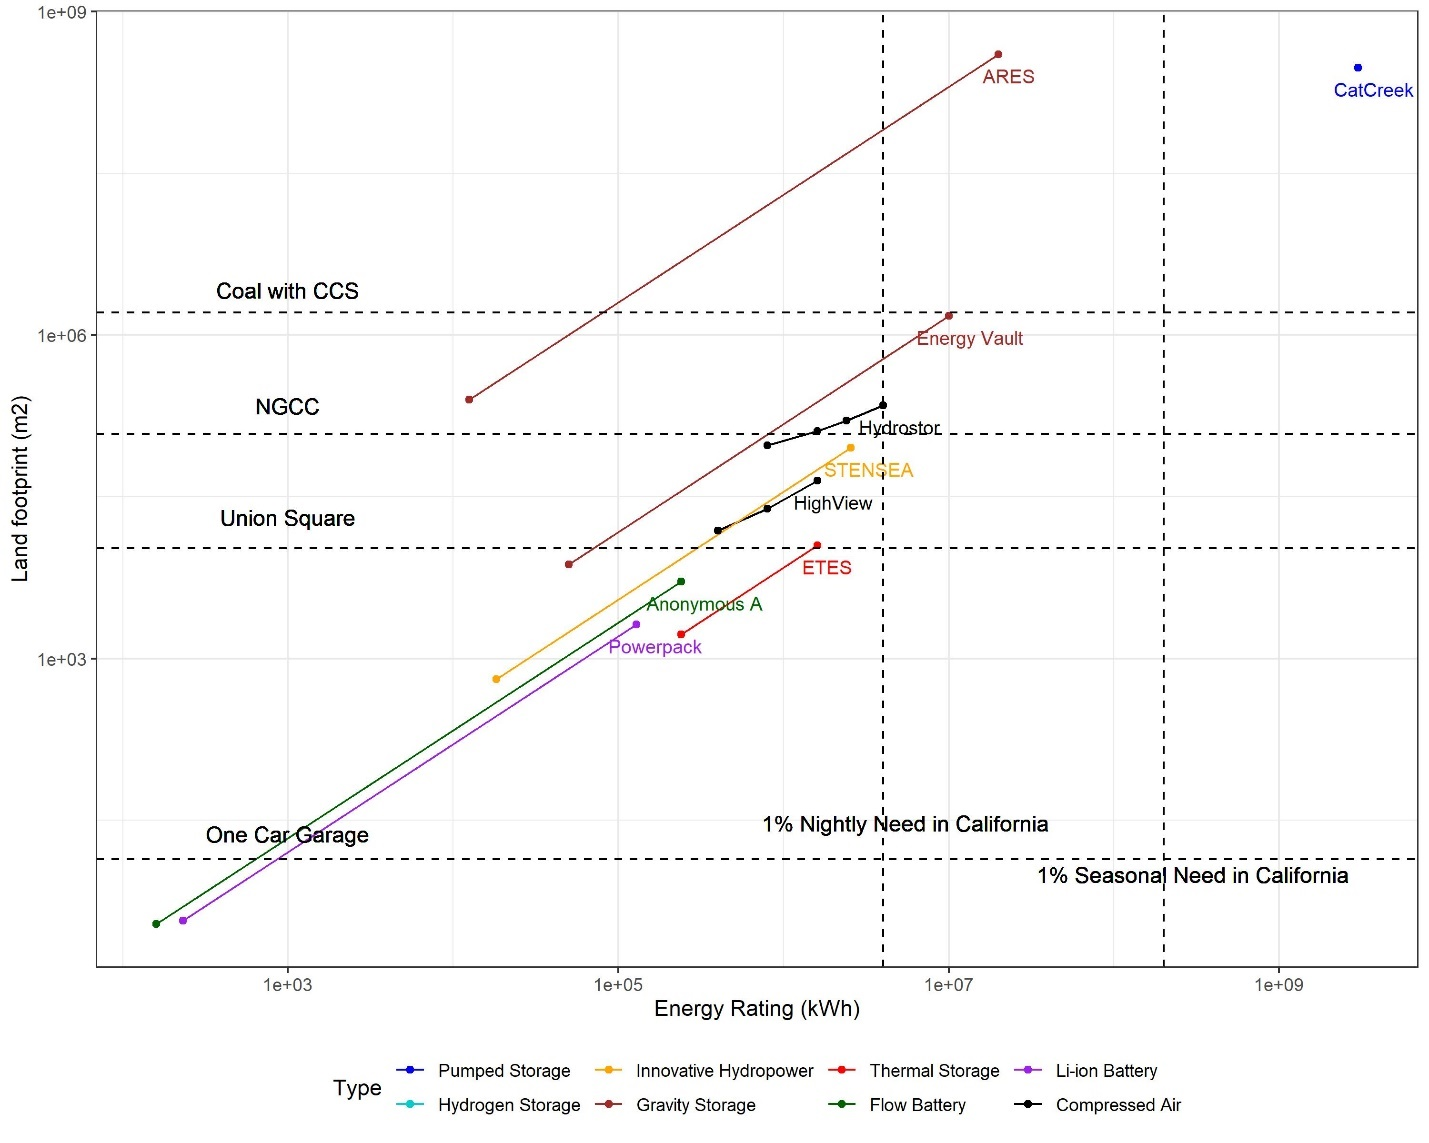 1e+09
ARES
CatCreek
Coal with CCS
1e+06
Energy Vault
NGCC
Hydrostor
STENSEA
HighView
Union Square
ETES
Anonymous A
Powerpack
1e+03
1% Nightly Need in California
One Car Garage
1% Seasonal Need in California
Land footprint (m2)
1e+03 1e+05 1e+07 1e+09
Energy Rating (kWh)
Type
Pumped Storage Innovative Hydropower Thermal Storage Li-ion Battery
Hydrogen Storage Gravity Storage Flow Battery Compressed Air